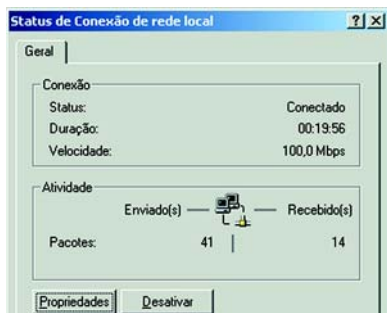 Status de Conexão de rede local ? ×
Geral
Conexão
Status: Conectado
Duração: 00:19:56
Velocidade: 100,0 Mbps
Atividade
Enviado(s) — — Recebido(s)
Pacotes: 41 | 14
Propriedades Desativar